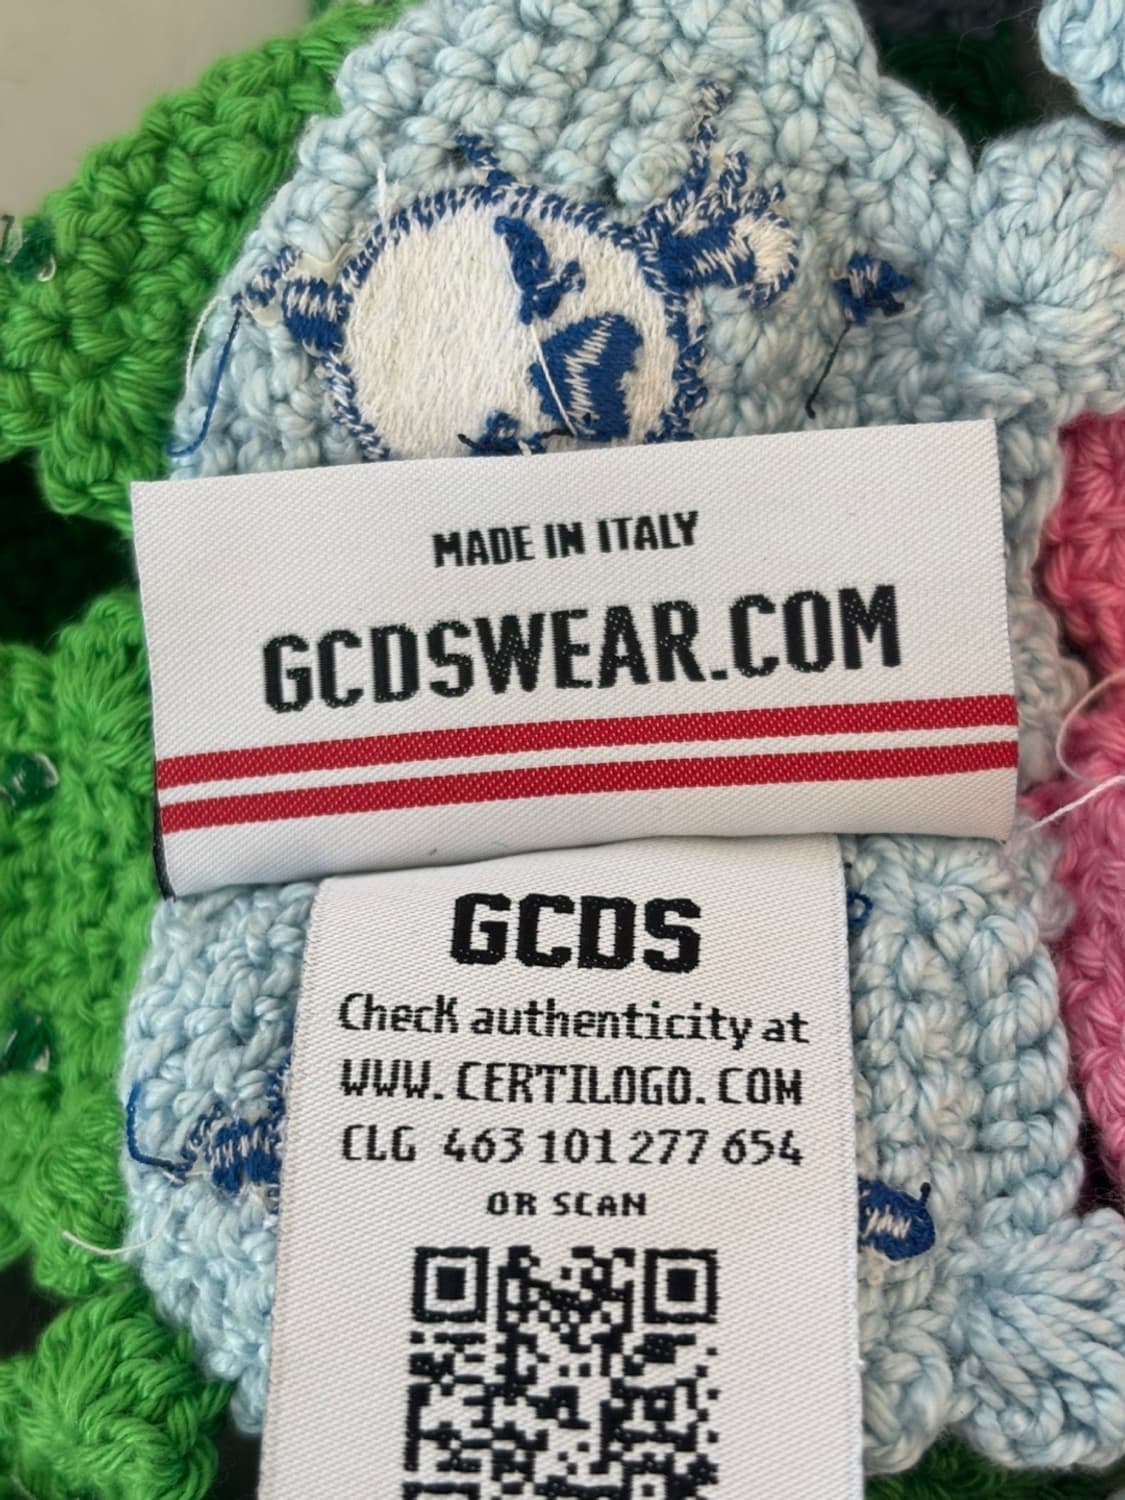 MADE IN ITALY
GCDSWEAR.COM
GCDS
Check authenticity at
WWW.CERTILOGO.COM
CLG 463 101 277 654
OR SCAN